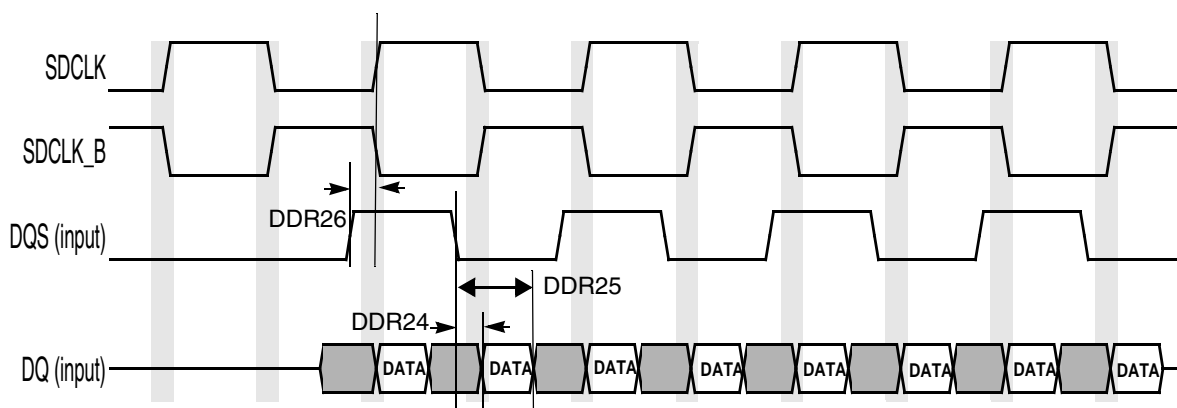 SDCLK
SDCLK_B
DDR26
DQS (input)
DDR25
DDR24
DQ (input) DATA DATA DATA DATA DATA DATA DATA DATA